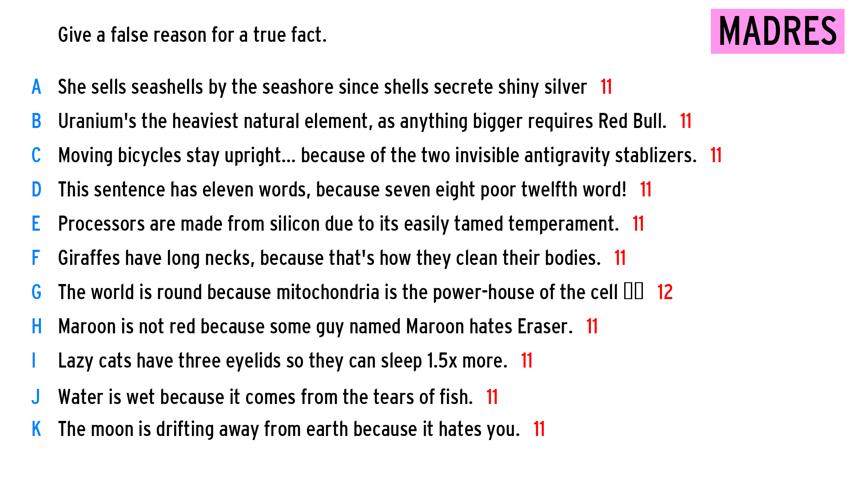 Give a false reason for a true fact.
MADRES
A She sells seashells by the seashore since shells secrete shiny silver 11
B Uranium's the heaviest natural element, as anything bigger requires Red Bull. 11
C Moving bicycles stay upright... because of the two invisible antigravity stablizers. 11
D This sentence has eleven words, because seven eight poor twelfth word! 11
E Processors are made from silicon due to its easily tamed temperament. 11
F Giraffes have long necks, because that's how they clean their bodies. 11
G The world is round because mitochondria is the power-house of the cell 12
H Maroon is not red because some guy named Maroon hates Eraser. 11
I Lazy cats have three eyelids so they can sleep 1.5x more. 11
J Water is wet because it comes from the tears of fish. 11
K The moon is drifting away from earth because it hates you. 11